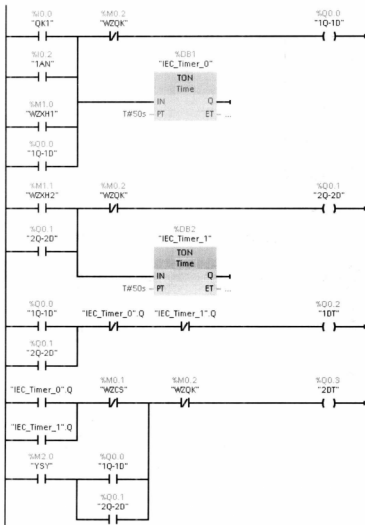 %I0.0 %M0.2 %Q0.0
"QK1" "WZQK" "1Q-1D"
%I0.2
"1AN"
%DB1
"IEC_Timer_0"
TON
Time
%M1.0
"WZXH1"
IN Q
T#50s PT ET ...
%Q0.0
"1Q-1D"
%M1.1 %M0.2 %Q0.1
"WZXH2" "WZQK" "2Q-2D"
%Q0.1
"2Q-2D"
%DB2
"IEC_Timer_1"
TON
Time
IN Q
T#50s PT ET ...
%Q0.0 %Q0.2
"1Q-1D" "IEC_Timer_0".Q "IEC_Timer_1".Q "1DT"
%Q0.1
"2Q-2D"
%M0.1 %M0.2 %Q0.3
"IEC_Timer_0".Q "WZCS" "WZQK" "2DT"
"IEC_Timer_1".Q
%M2.0 %Q0.0
"YSY" "1Q-1D"
%Q0.1
"2Q-2D"